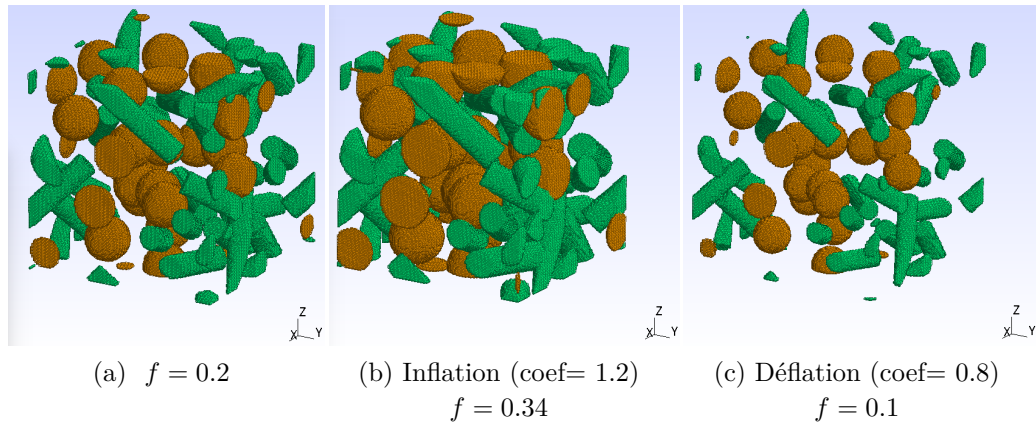 Z
X Y
Z
X Y
Z
X Y
(a) f = 0.2
(b) Inflation (coef= 1.2)
f = 0.34
(c) Déflation (coef= 0.8)
f = 0.1